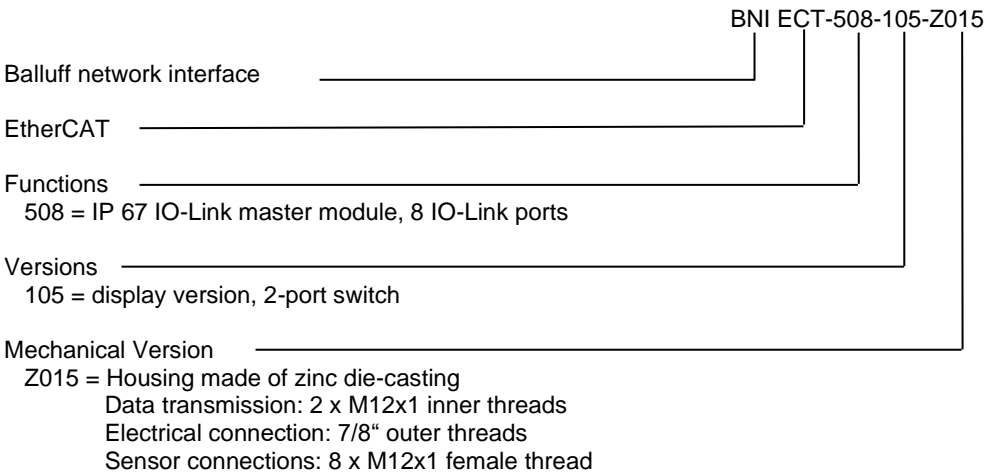 BNI ECT-508-105-Z015
Balluff network interface
EtherCAT
Functions
508 = IP 67 IO-Link master module, 8 IO-Link ports
Versions
105 = display version, 2-port switch
Mechanical Version
Z015 = Housing made of zinc die-casting
Data transmission: 2 x M12x1 inner threads
Electrical connection: 7/8“ outer threads
Sensor connections: 8 x M12x1 female thread